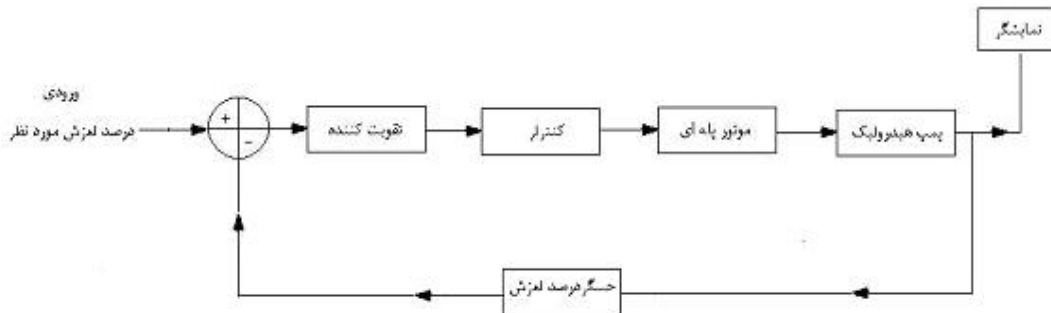 نمایشگر
ورودی
درصد لغزش مورد نظر
+
-
تقویت کننده
کنترلر
موتور پله ای
پمپ هیدرولیک
حسگر درصد لغزش